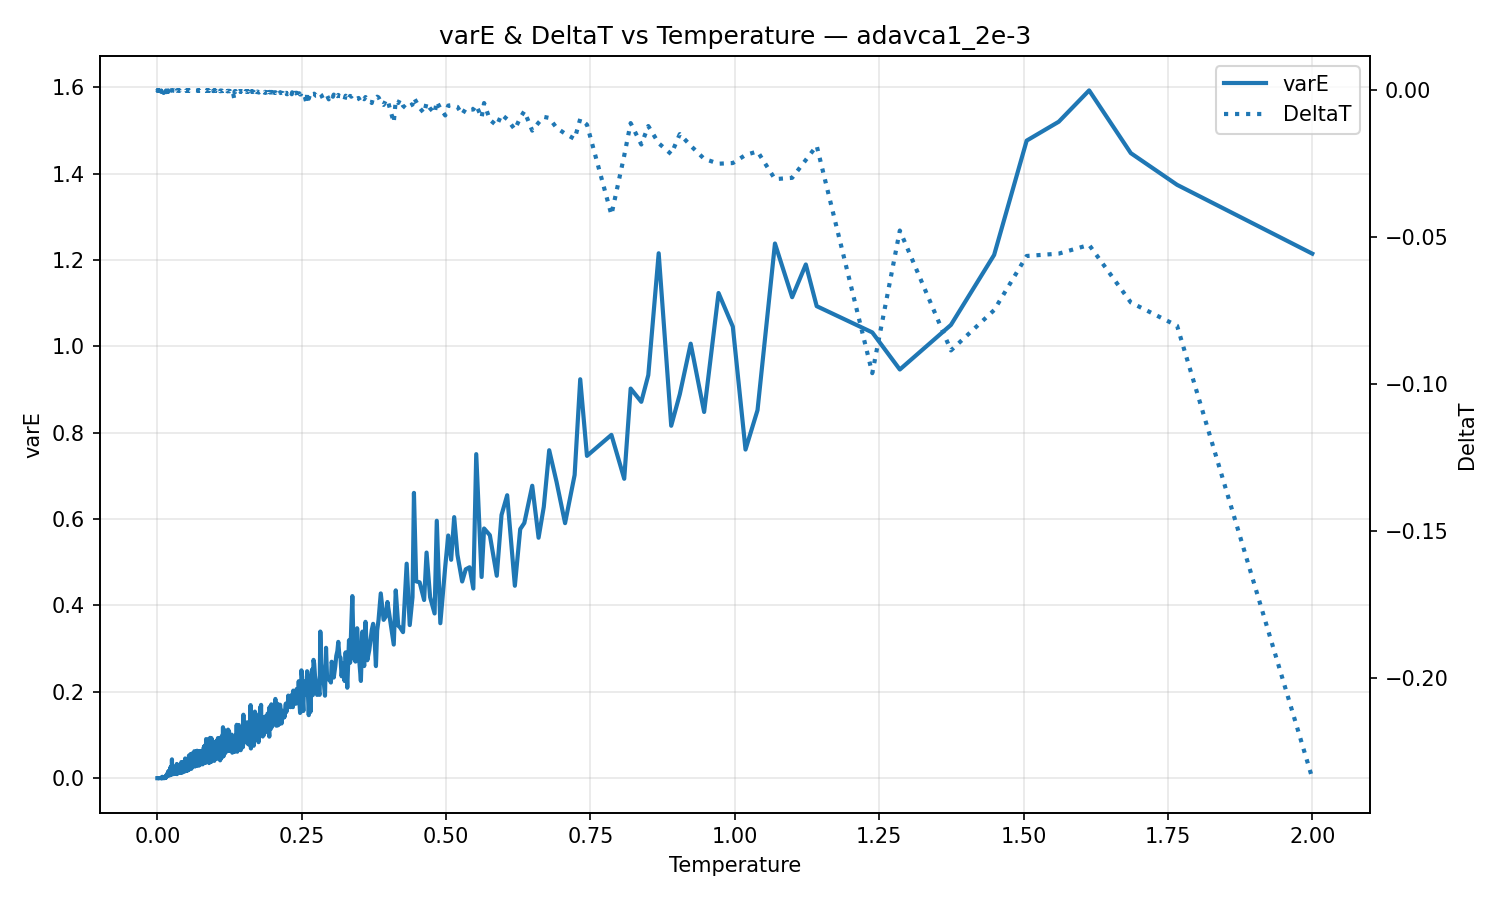 varE & DeltaT vs Temperature — adavca1_2e-3
varE
DeltaT
1.6
1.4
1.2
1.0
0.8
0.6
0.4
0.2
0.0
varE
0.00
−0.05
−0.10
−0.15
−0.20
DeltaT
0.00 0.25 0.50 0.75 1.00 1.25 1.50 1.75 2.00
Temperature